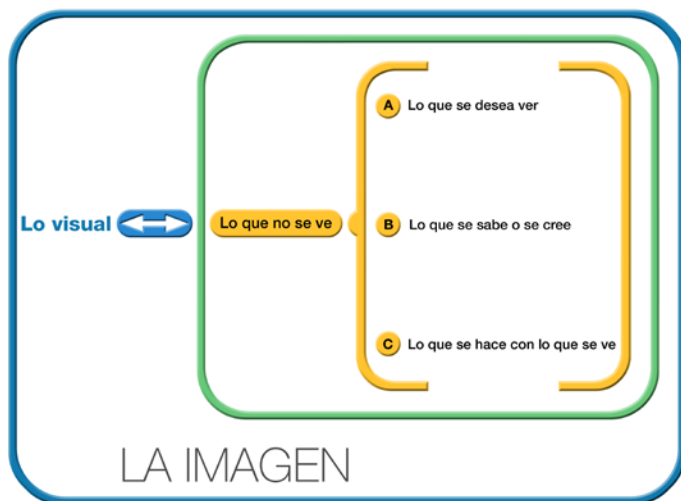 Lo visual
Lo que no se ve
A Lo que se desea ver
B Lo que se sabe o se cree
C Lo que se hace con lo que se ve
LA IMAGEN